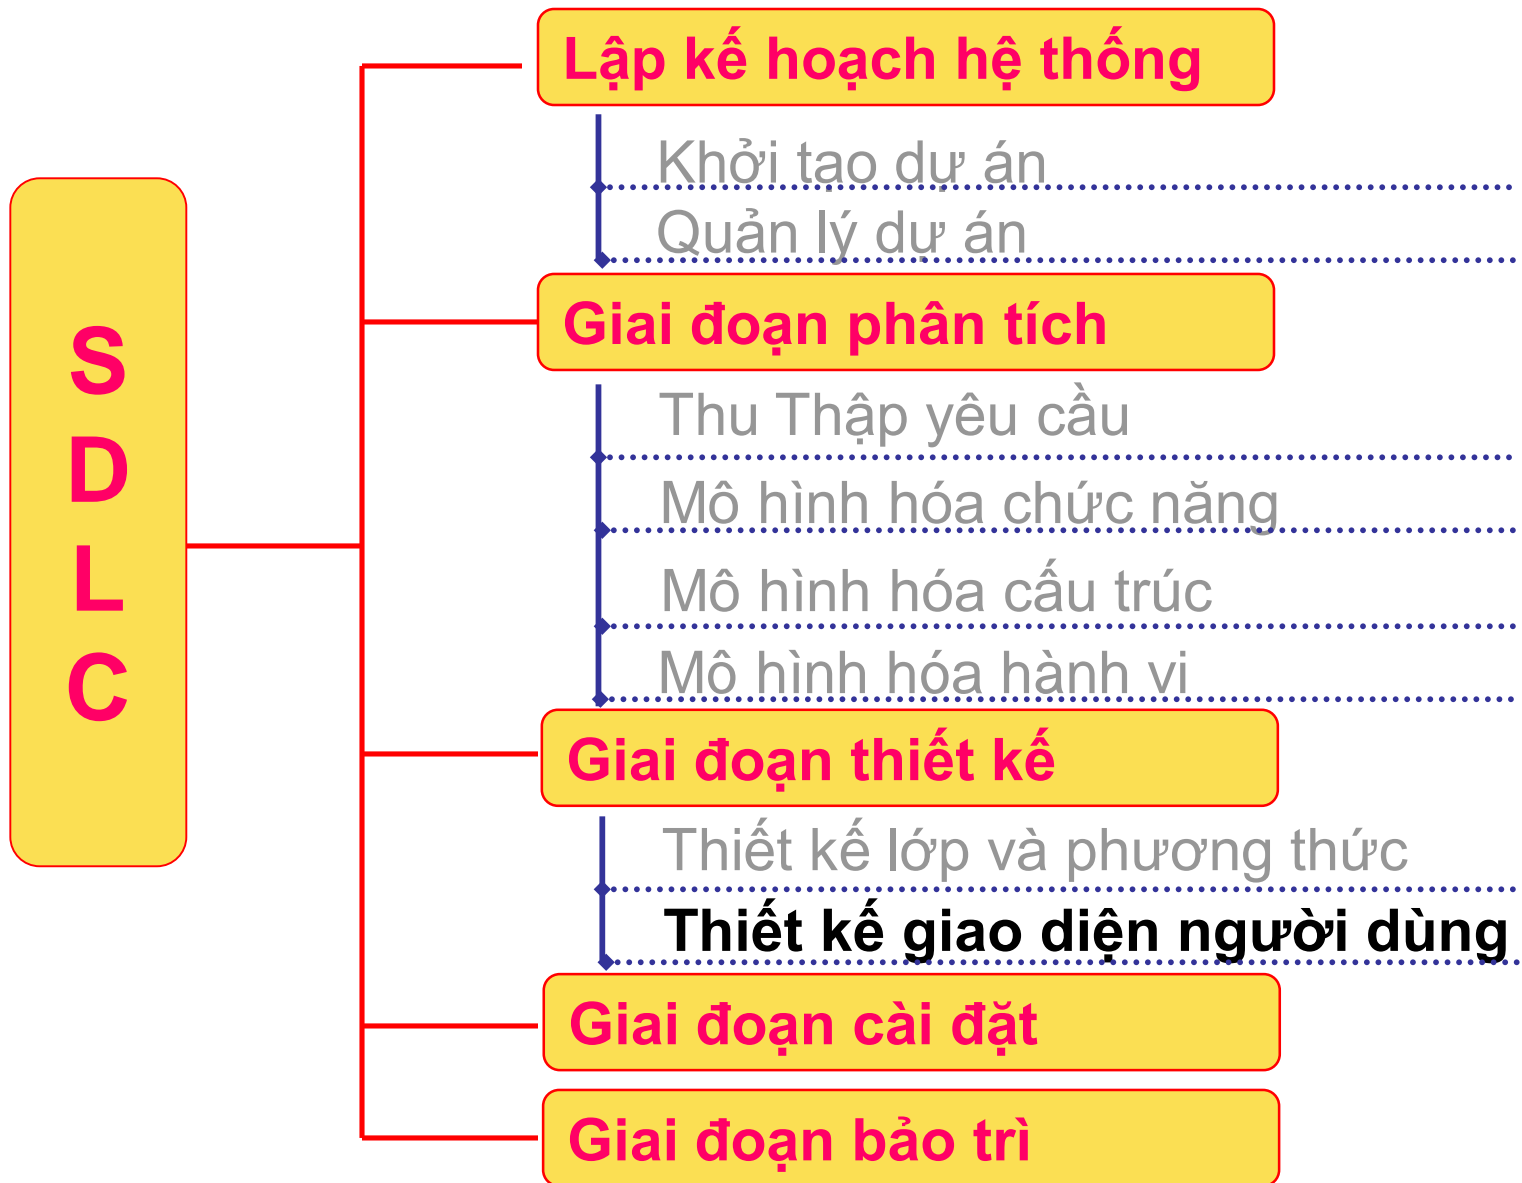 S
D
L
C
Lập kế hoạch hệ thống
Khởi tạo dự án
Quản lý dự án
Giai đoạn phân tích
Thu Thập yêu cầu
Mô hình hóa chức năng
Mô hình hóa cấu trúc
Mô hình hóa hành vi
Giai đoạn thiết kế
Thiết kế lớp và phương thức
Thiết kế giao diện người dùng
Giai đoạn cài đặt
Giai đoạn bảo trì